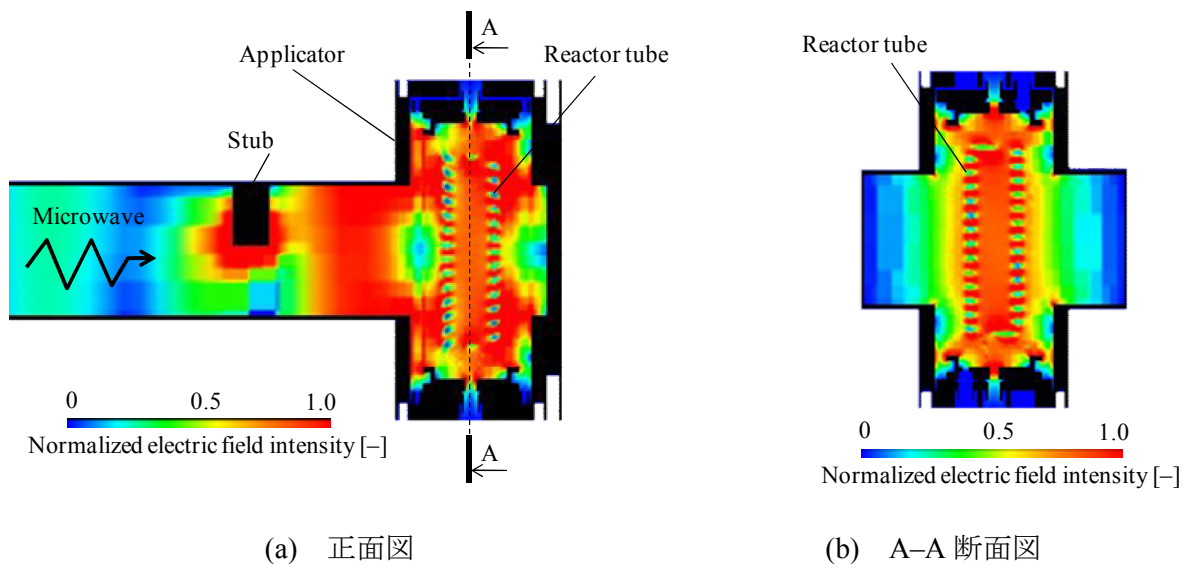 A
Applicator
Reactor tube
Stub
Microwave
0 0.5 1.0
Normalized electric field intensity [–]
A
(a) 正面図
Reactor tube
0 0.5 1.0
Normalized electric field intensity [–]
(b) A–A 断面図